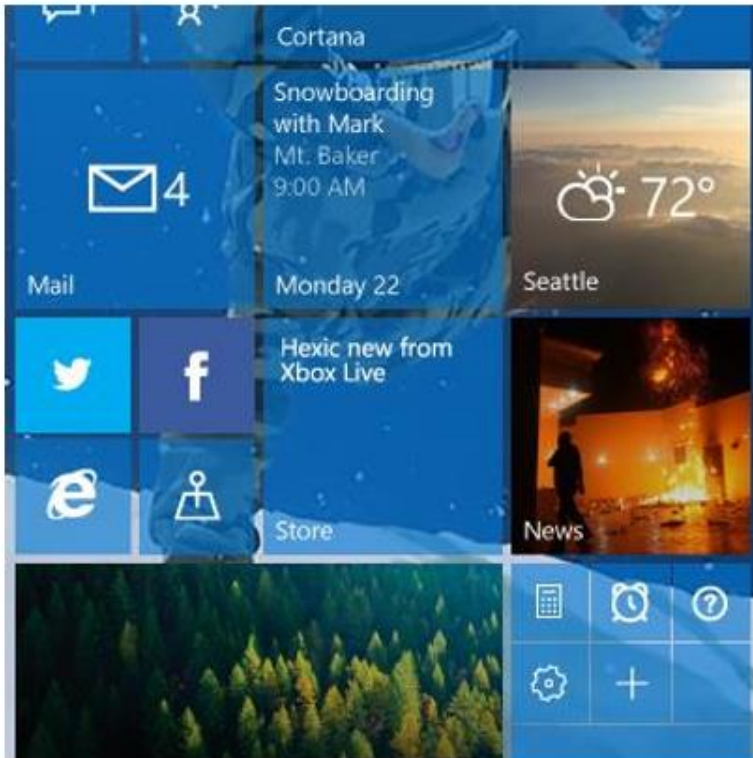 Cortana
Snowboarding
with Mark
Mt. Baker
9:00 AM
4
72°
Mail
Monday 22
Seattle
Hexic new from
Xbox Live
Store
News